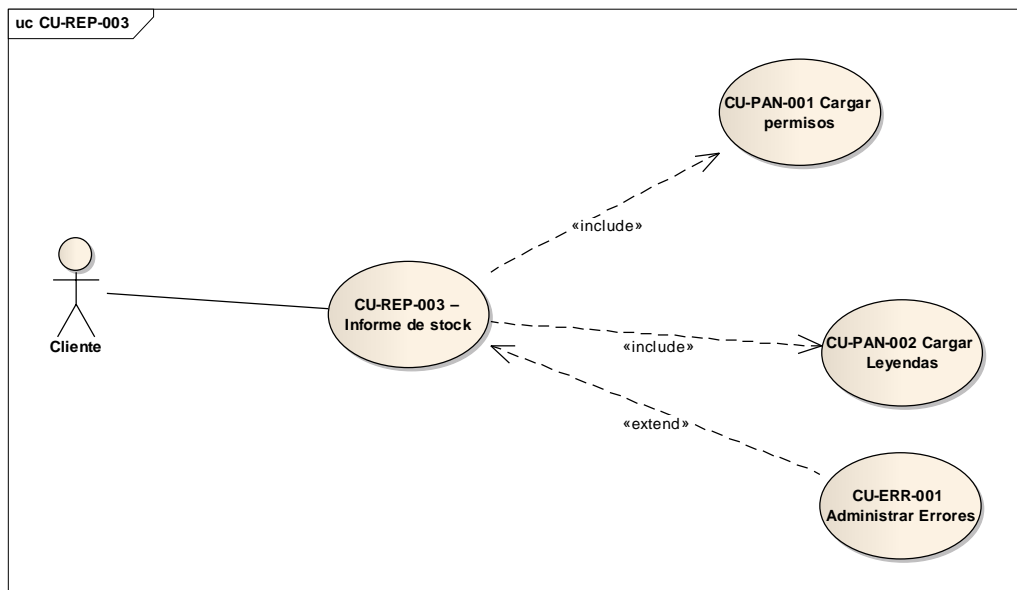 uc CU-REP-003
CU-PAN-001 Cargar
permisos
«include»
CU-REP-003 –
Informe de stock
Cliente
«include»
CU-PAN-002 Cargar
Leyendas
«extend»
CU-ERR-001
Administrar Errores